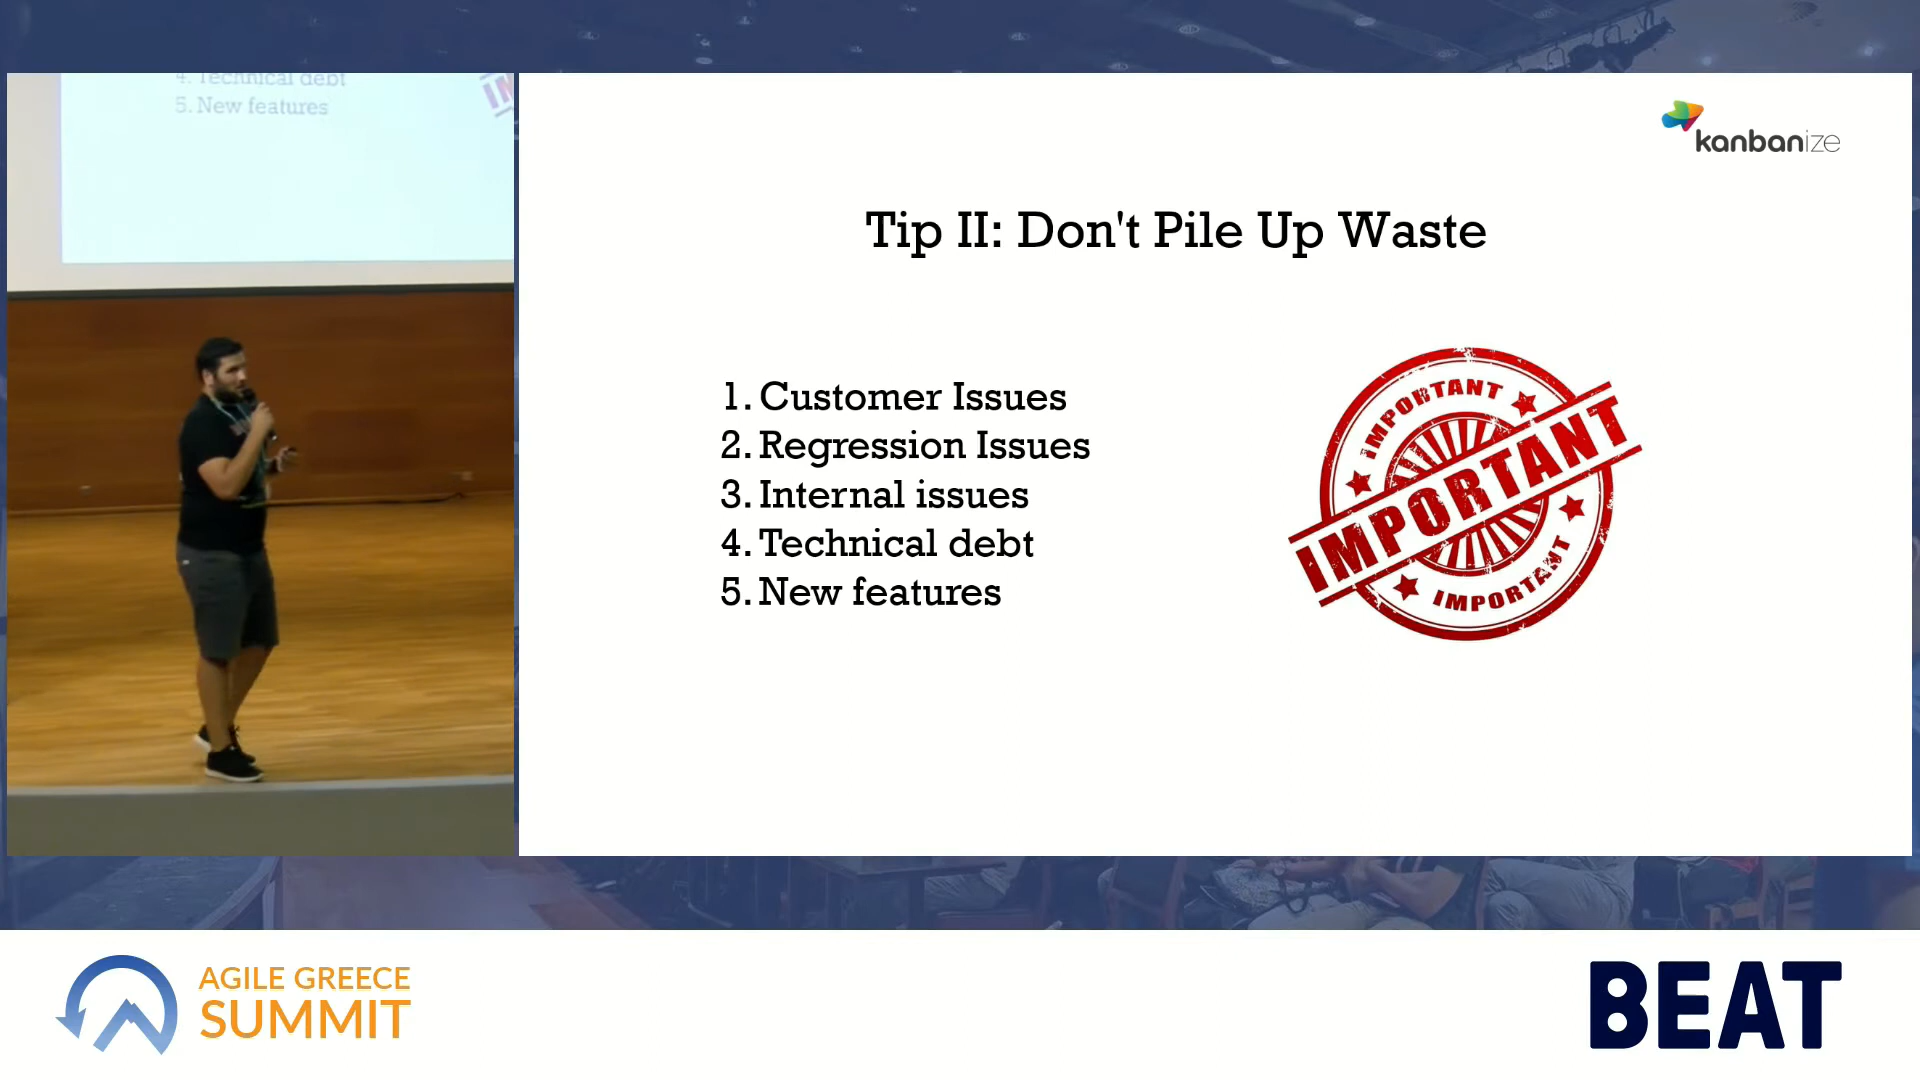 4. Technical debt
5. New features
kanbanize
Tip II: Don't Pile Up Waste
1. Customer Issues
2. Regression Issues
3. Internal issues
4. Technical debt
5. New features
IMPORTANT
IMPORTANT
IMPORTANT
AGILE GREECE
SUMMIT
BEAT